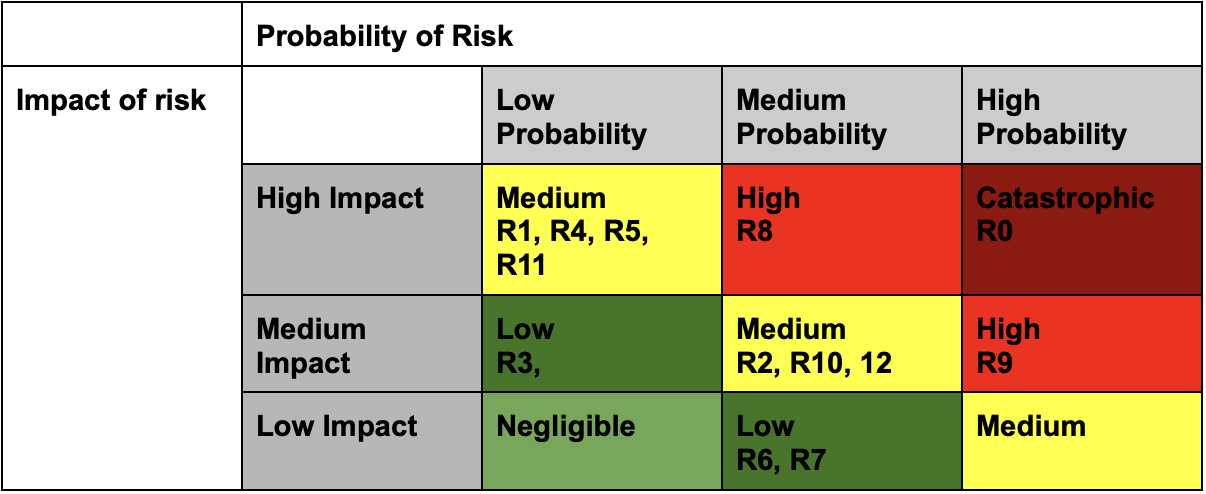 Probability of Risk
Impact of risk
Low
Probability
Medium
Probability
High
Probability
High Impact
Medium
R1, R4, R5,
R11
High
R8
Catastrophic
R0
Medium
Impact
Low
R3,
Medium
R2, R10, 12
High
R9
Low Impact
Negligible
Low
R6, R7
Medium